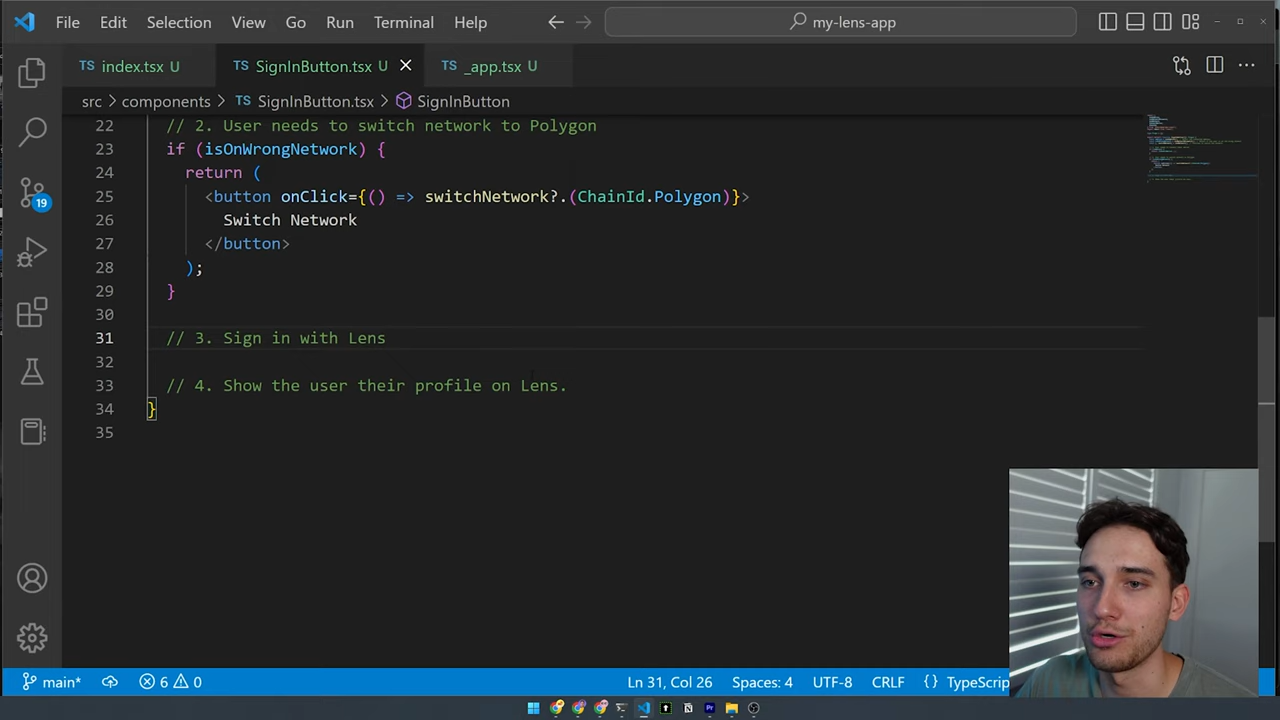 File Edit Selection View Go Run Terminal Help my-lens-app
TS index.tsx U TS SignInButton.tsx U TS _app.tsx U
src > components > TS SignInButton.tsx > SignInButton
22 // 2. User needs to switch network to Polygon
23 if (isOnWrongNetwork) {
24 return (
25 <button onClick={() => switchNetwork?.(ChainId.Polygon)}>
26 Switch Network
27 </button>
28 );
29 }
30
31 // 3. Sign in with Lens
32
33 // 4. Show the user their profile on Lens.
34 }
35
19
main* 6 0 Ln 31, Col 26 Spaces: 4 UTF-8 CRLF {} TypeScrip